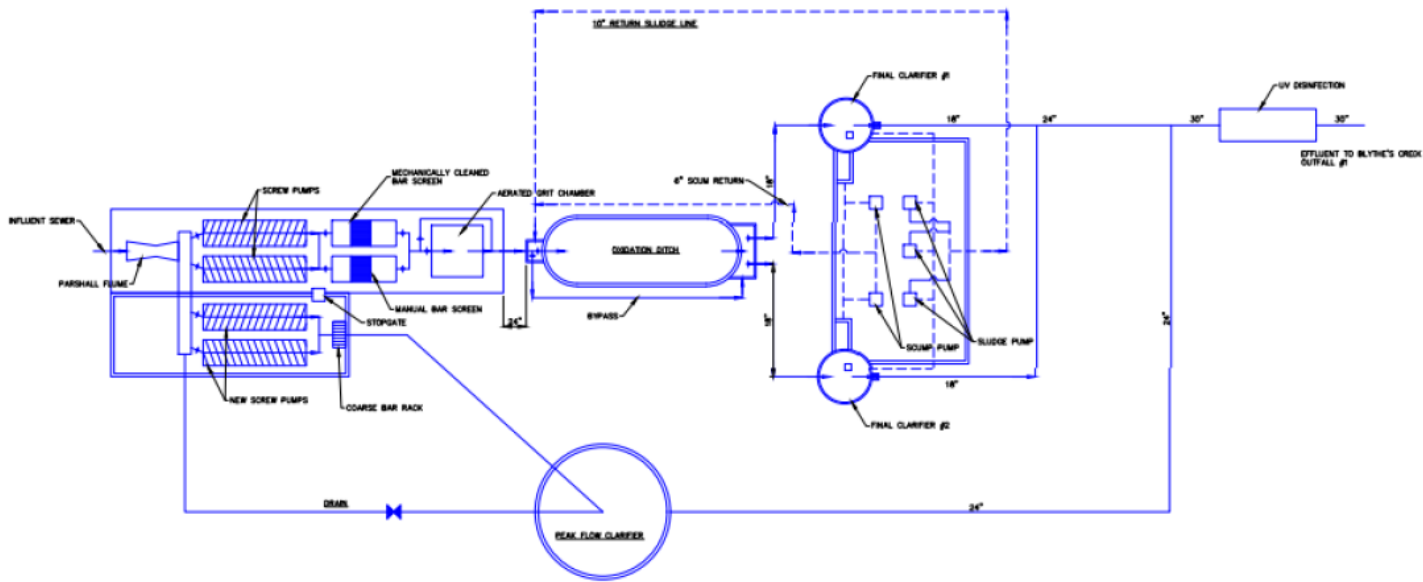 10" RETURN SLUDGE LINE
FINAL CLARIFIER #1
UV DISINFECTION
18"
24"
30"
30"
EFFLUENT TO BLYTHE'S CREEK
OUTFALL #1
MECHANICALLY CLEANED
BAR SCREEN
SCREW PUMPS
AERATED GRIT CHAMBER
6" SCUM RETURN
18"
INFLUENT SEWER
OXIDATION DITCH
PARSHALL FLUME
MANUAL BAR SCREEN
STOPGATE
24"
BYPASS
18"
SCUMP PUMP
SLUDGE PUMP
24"
NEW SCREW PUMPS
COARSE BAR RACK
18"
FINAL CLARIFIER #2
DRAIN
24"
PEAK FLOW CLARIFIER